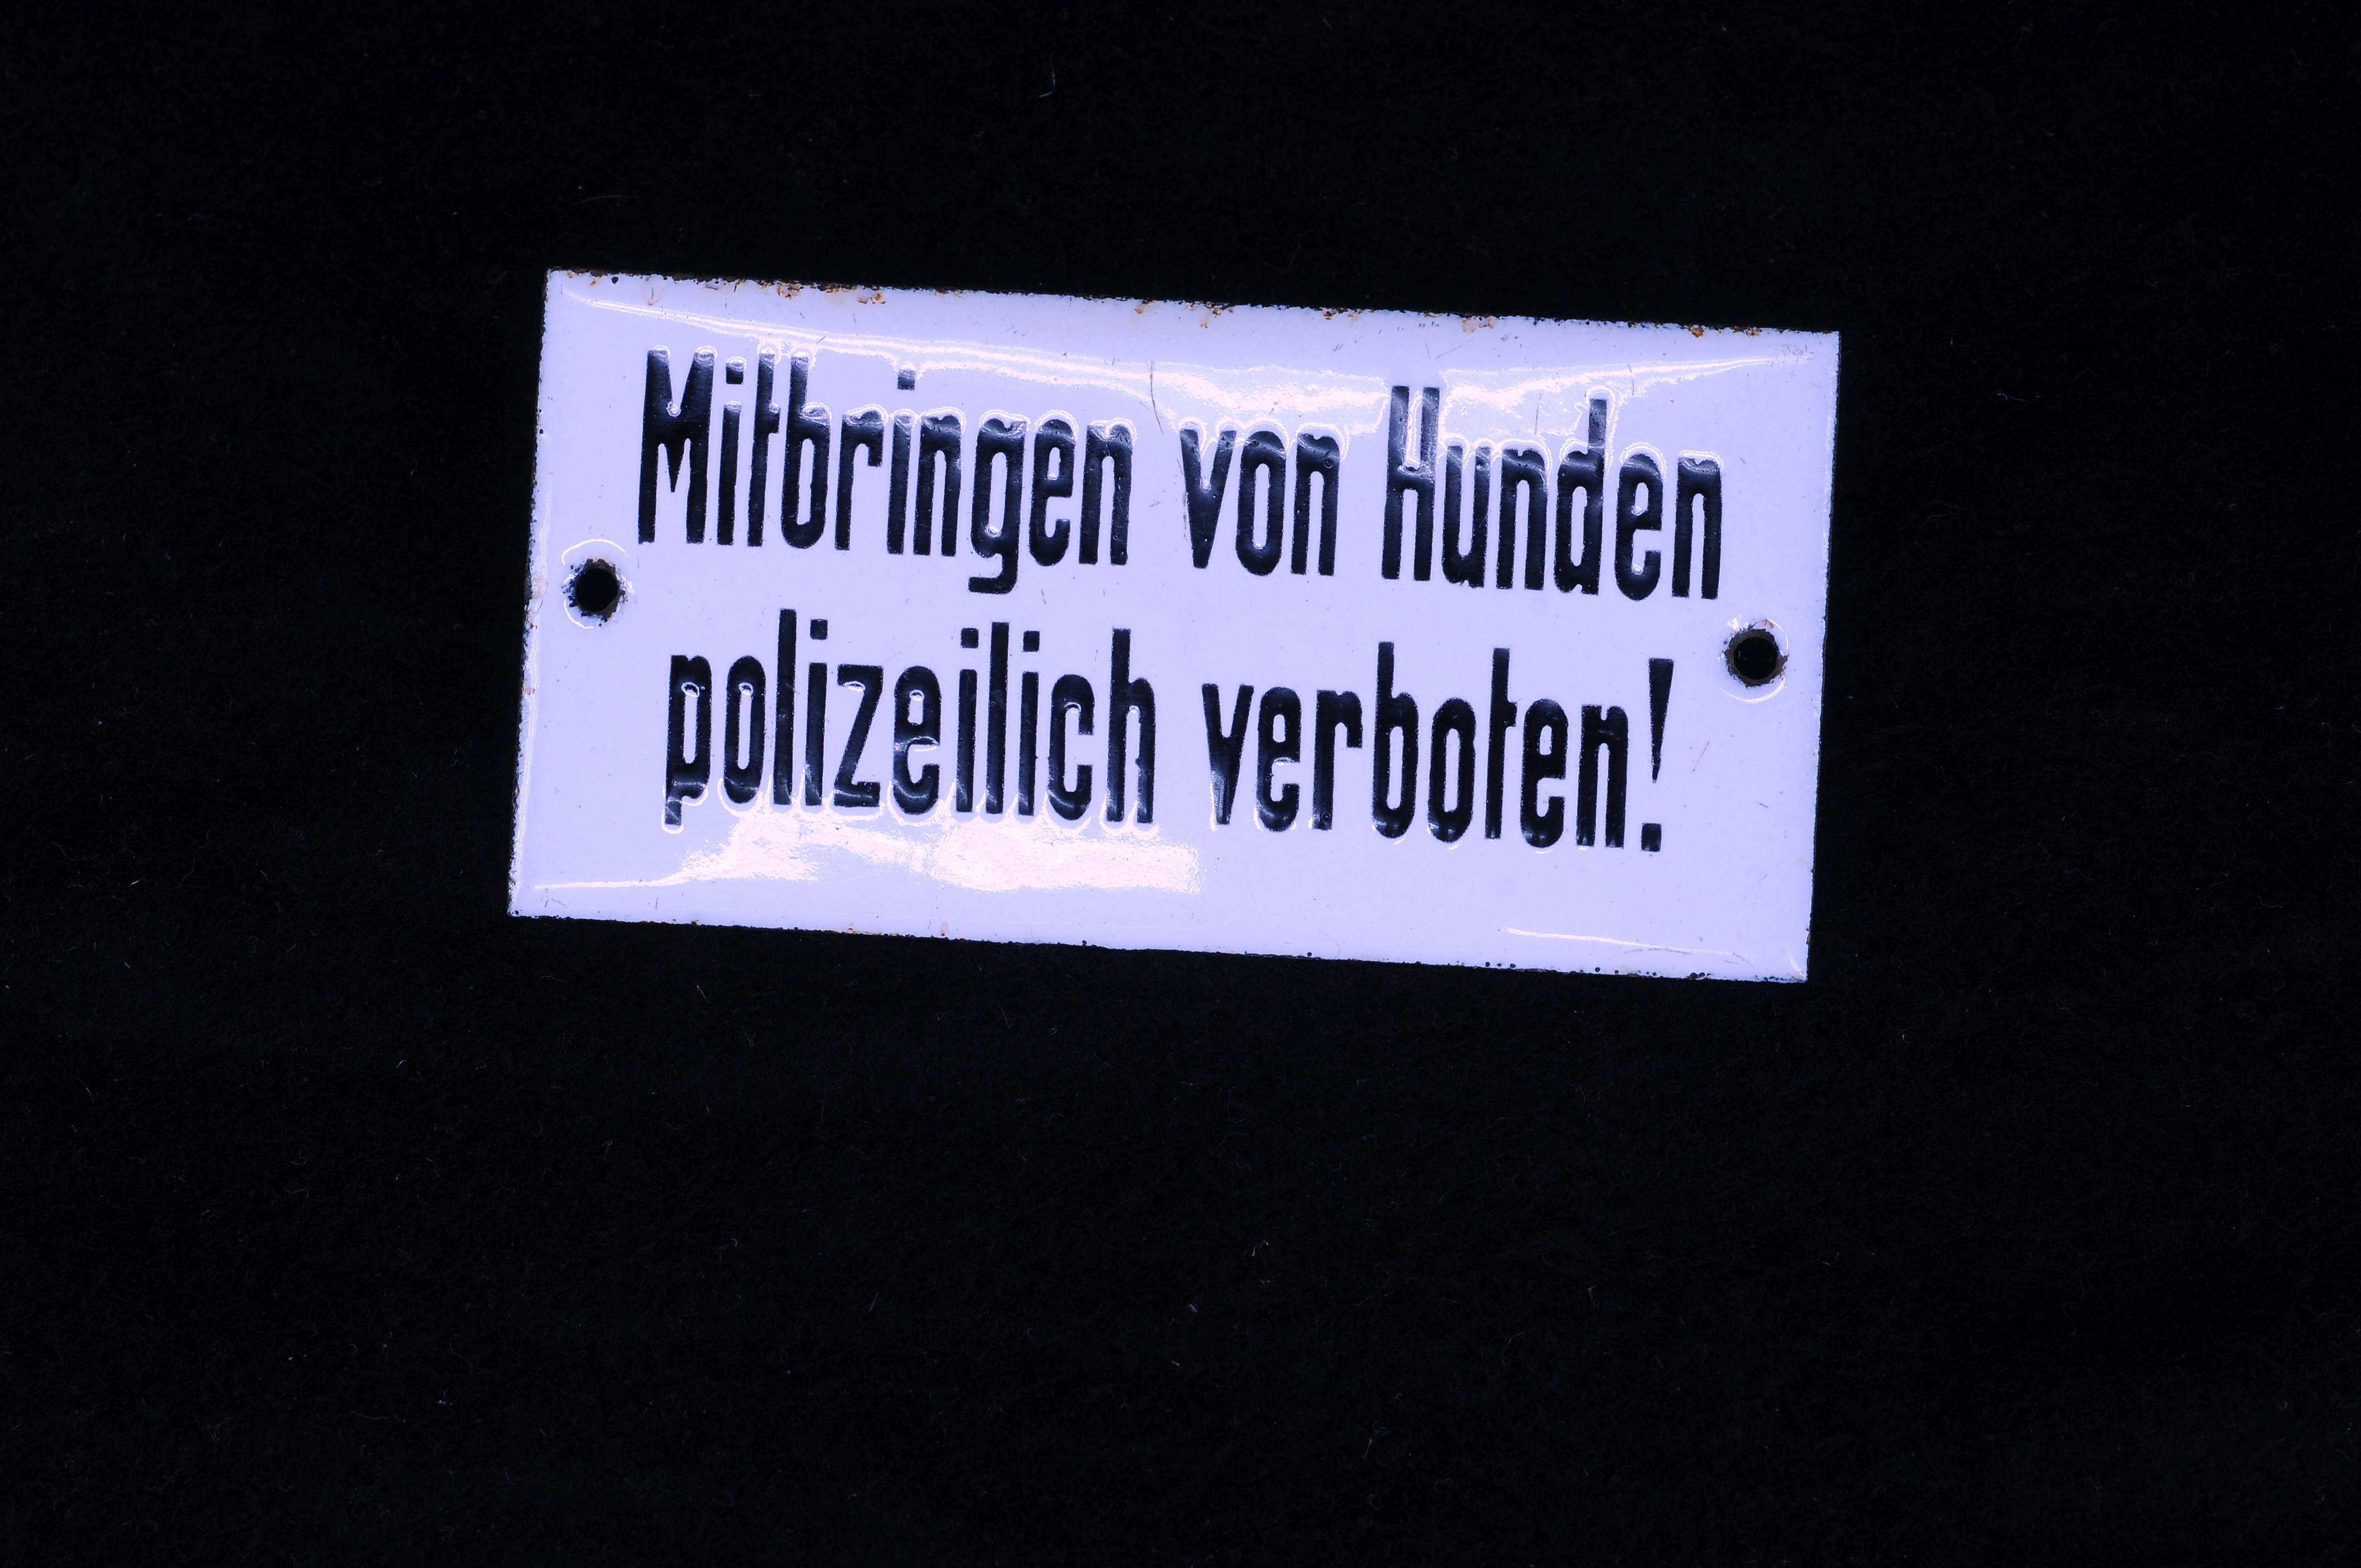 Mitbringen von Hunden
polizeilich verboten!